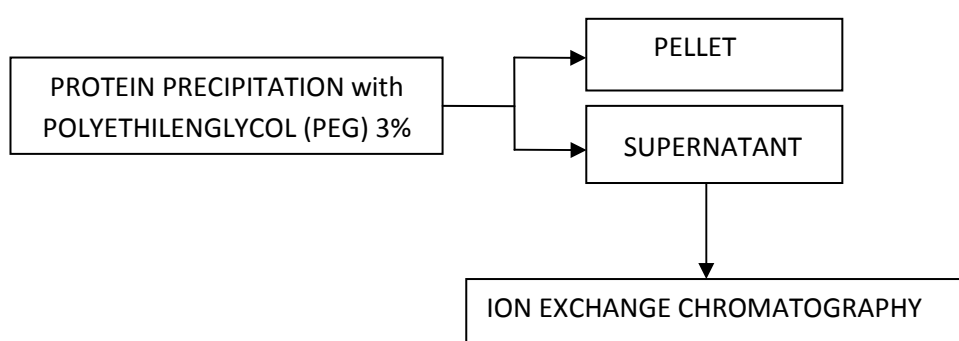 PROTEIN PRECIPITATION with
POLYETHILENGLYCOL (PEG) 3%
PELLET
SUPERNATANT
ION EXCHANGE CHROMATOGRAPHY